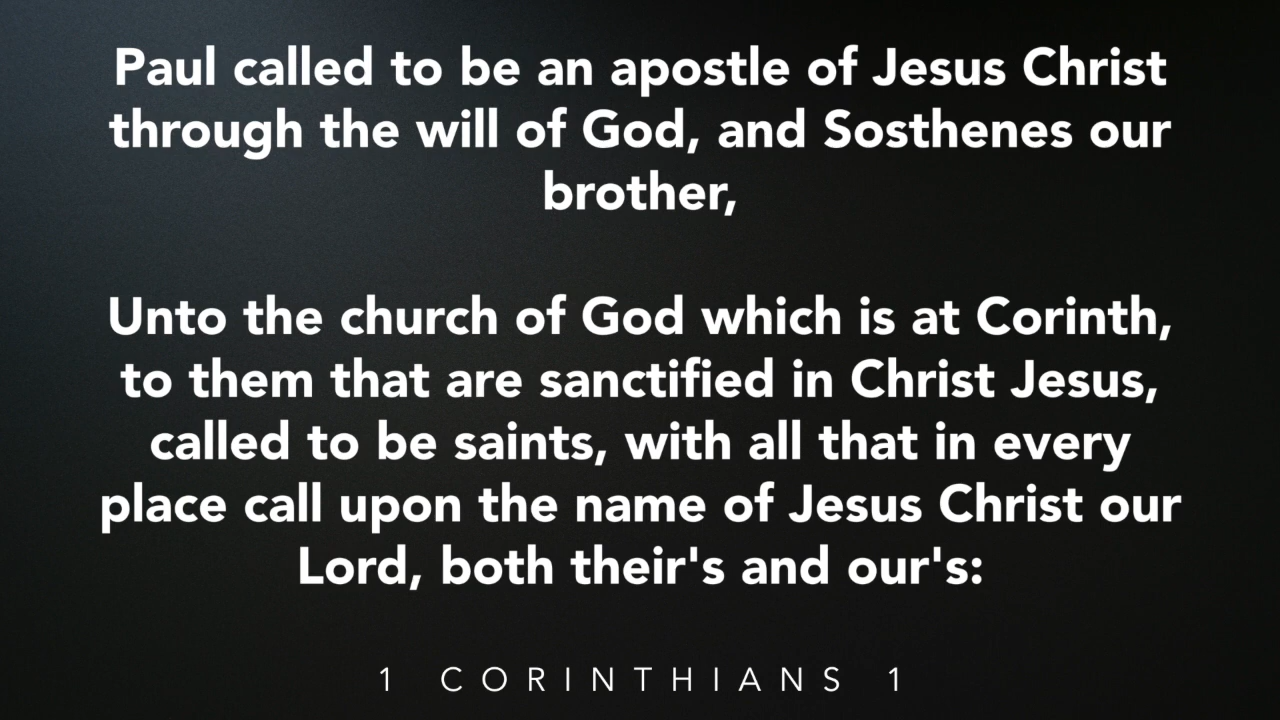 Paul called to be an apostle of Jesus Christ
through the will of God, and Sosthenes our
brother,
Unto the church of God which is at Corinth,
to them that are sanctified in Christ Jesus,
called to be saints, with all that in every
place call upon the name of Jesus Christ our
Lord, both their's and our's:
1 CORINTHIANS 1